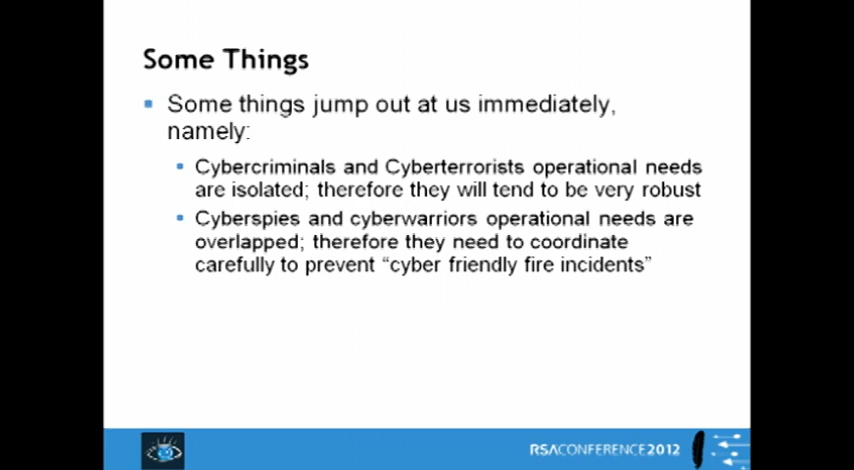 Some Things
Some things jump out at us immediately,
namely:
Cybercriminals and Cyberterrorists operational needs
are isolated; therefore they will tend to be very robust
Cyberspies and cyberwarriors operational needs are
overlapped; therefore they need to coordinate
carefully to prevent “cyber friendly fire incidents”
RSACONFERENCE2012